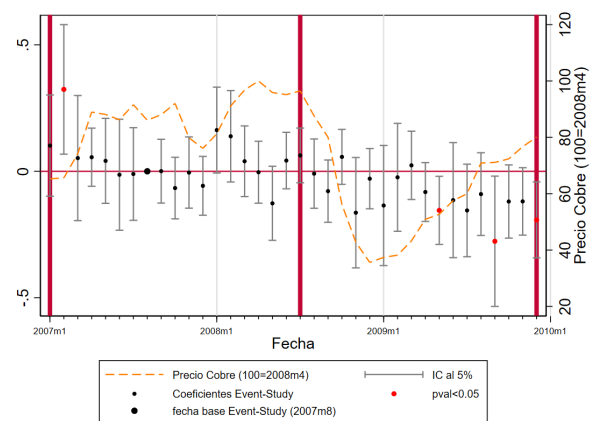 .5
0
-.5
120
100
80
60
40
20
Precio Cobre (100=2008m4)
2007m1 2008m1 2009m1 2010m1
Fecha
Precio Cobre (100=2008m4) IC al 5%
Coeficientes Event-Study pval<0.05
fecha base Event-Study (2007m8)